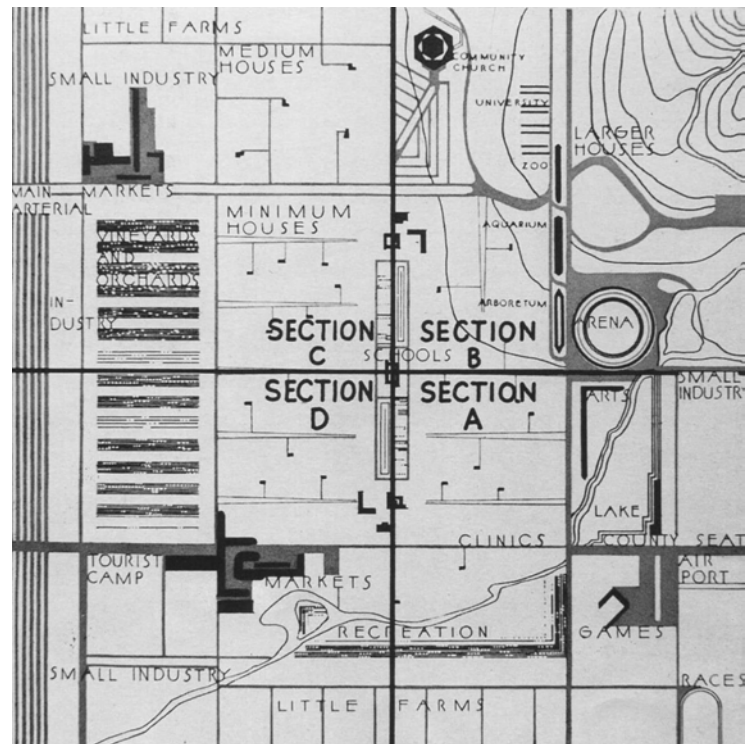 LITTLE FARMS
MEDIUM
HOUSES
SMALL INDUSTRY
COMMUNITY
CHURCH
UNIVERSITY
ZOO
LARGER
HOUSES
MAIN
ARTERIAL
MARKETS
MINIMUM
HOUSES
AQUARIUM
VINEYARDS
AND
ORCHARDS
IN-
DUSTRY
ARBORETUM
ARENA
SECTION
C
SECTION
B
SCHOOLS
SECTION
D
SECTION
A
ARTS
SMALL
INDUSTRY
LAKE
CLINICS
COUNTY SEAT
TOURIST
CAMP
MARKETS
AIR
PORT
RECREATION
GAMES
SMALL INDUSTRY
RACES
LITTLE FARMS